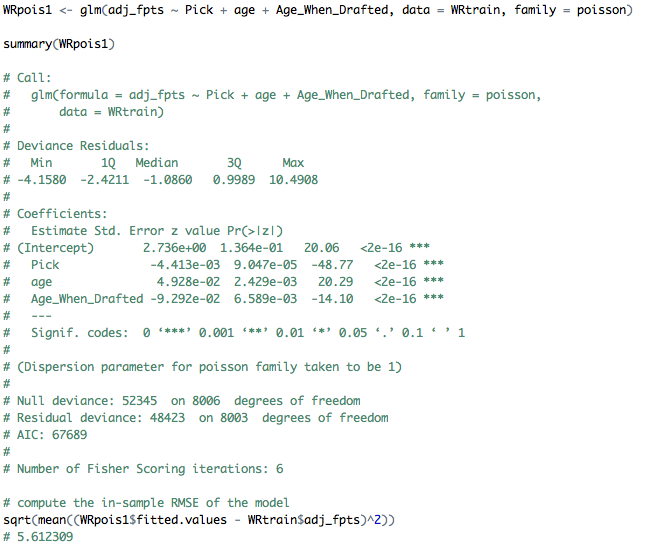 WRpois1 <- glm(adj_fpts ~ Pick + age + Age_When_Drafted, data = WRtrain, family = poisson)
summary(WRpois1)
# Call:
#   glm(formula = adj_fpts ~ Pick + age + Age_When_Drafted, family = poisson,
#       data = WRtrain)
#
# Deviance Residuals:
#   Min      1Q   Median      3Q      Max
# -4.1580  -2.4211  -1.0860   0.9989  10.4908
#
# Coefficients:
#   Estimate Std. Error z value Pr(>|z|)
# (Intercept)       2.736e+00  1.364e-01   20.06   <2e-16 ***
#   Pick             -4.413e-03  9.047e-05  -48.77   <2e-16 ***
#   age               4.928e-02  2.429e-03   20.29   <2e-16 ***
#   Age_When_Drafted -9.292e-02  6.589e-03  -14.10   <2e-16 ***
#   ---
#   Signif. codes:  0 ‘***’ 0.001 ‘**’ 0.01 ‘*’ 0.05 ‘.’ 0.1 ‘ ’ 1
#
# (Dispersion parameter for poisson family taken to be 1)
#
# Null deviance: 52345  on 8006  degrees of freedom
# Residual deviance: 48423  on 8003  degrees of freedom
# AIC: 67689
#
# Number of Fisher Scoring iterations: 6
# compute the in-sample RMSE of the model
sqrt(mean((WRpois1$fitted.values - WRtrain$adj_fpts)^2))
# 5.612309